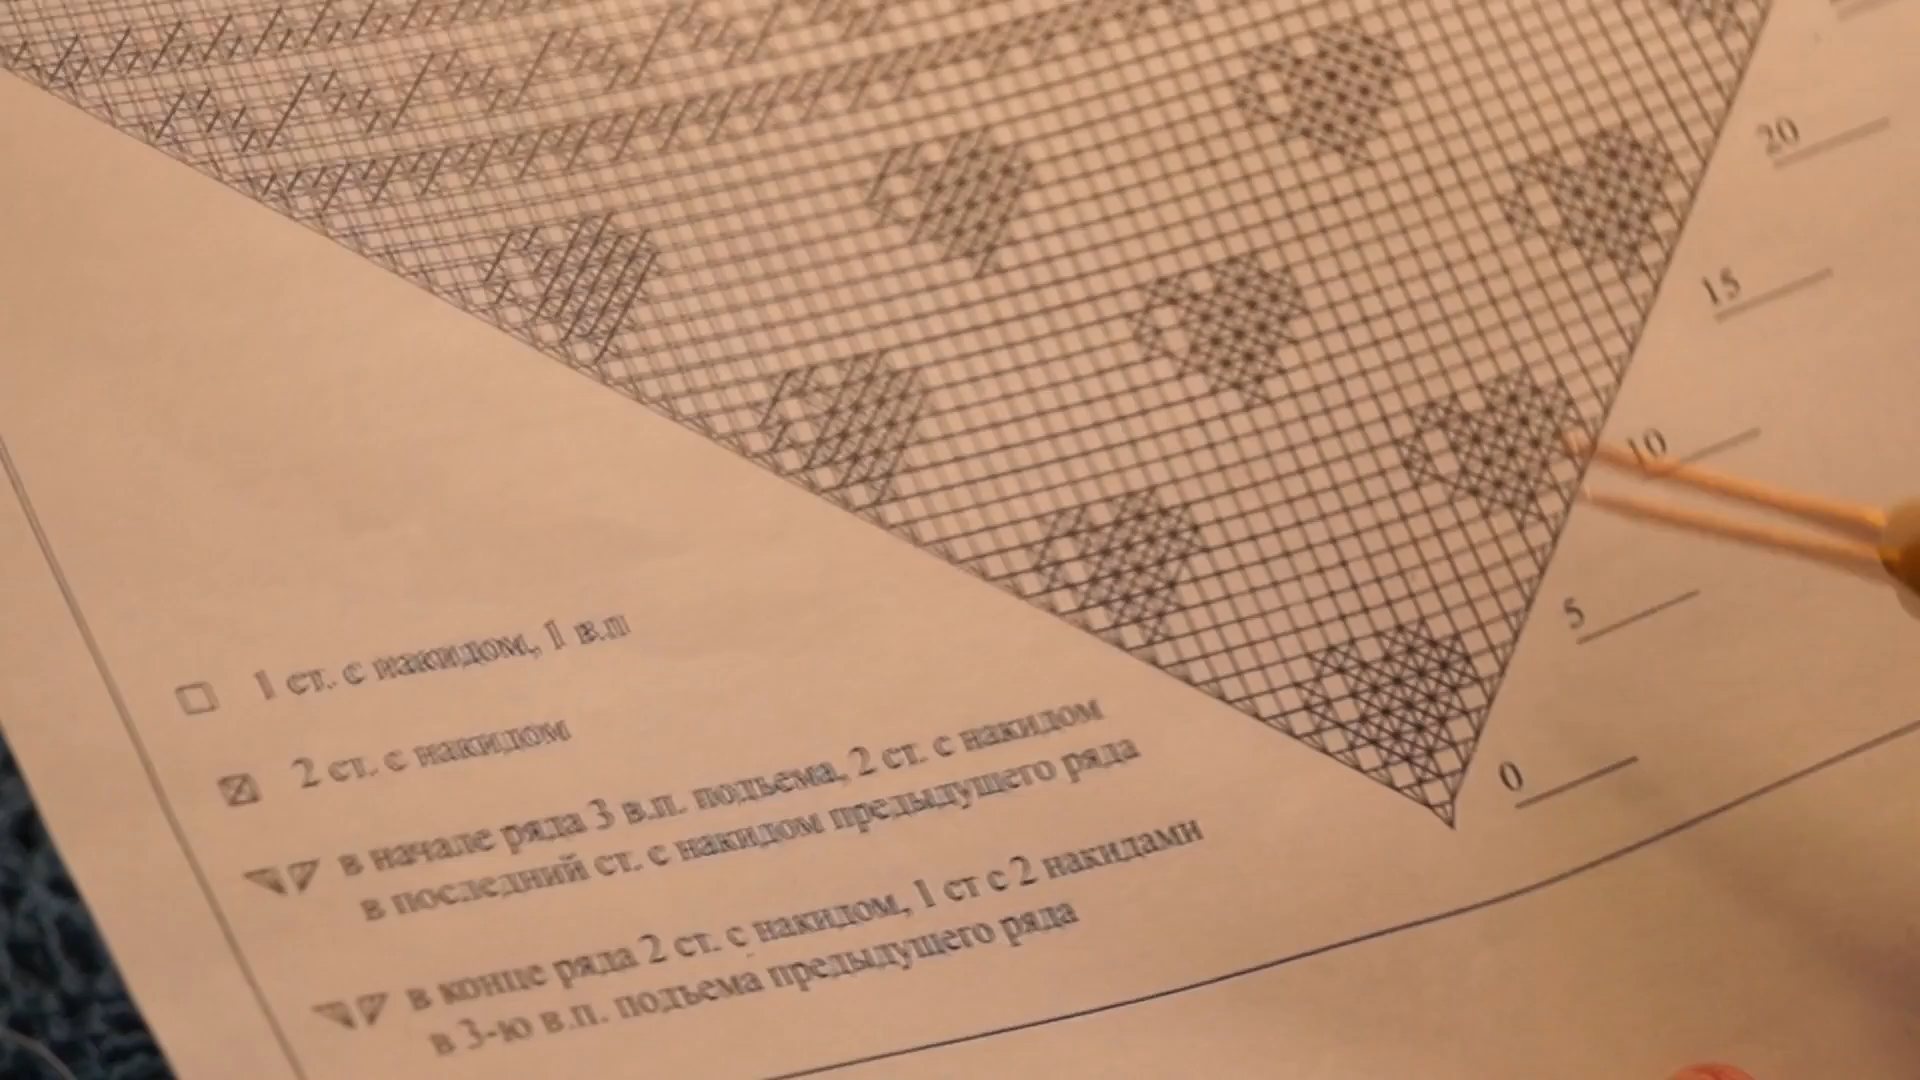 20
15
10
5
0
1 ст. с накидом, 1 в.п
2 ст. с накидом
в начале ряда 3 в.п. подъема, 2 ст. с накидом
в последний ст. с накидом предыдущего ряда
в конце ряда 2 ст. с накидом, 1 ст с 2 накидами
в 3-ю в.п. подъема предыдущего ряда